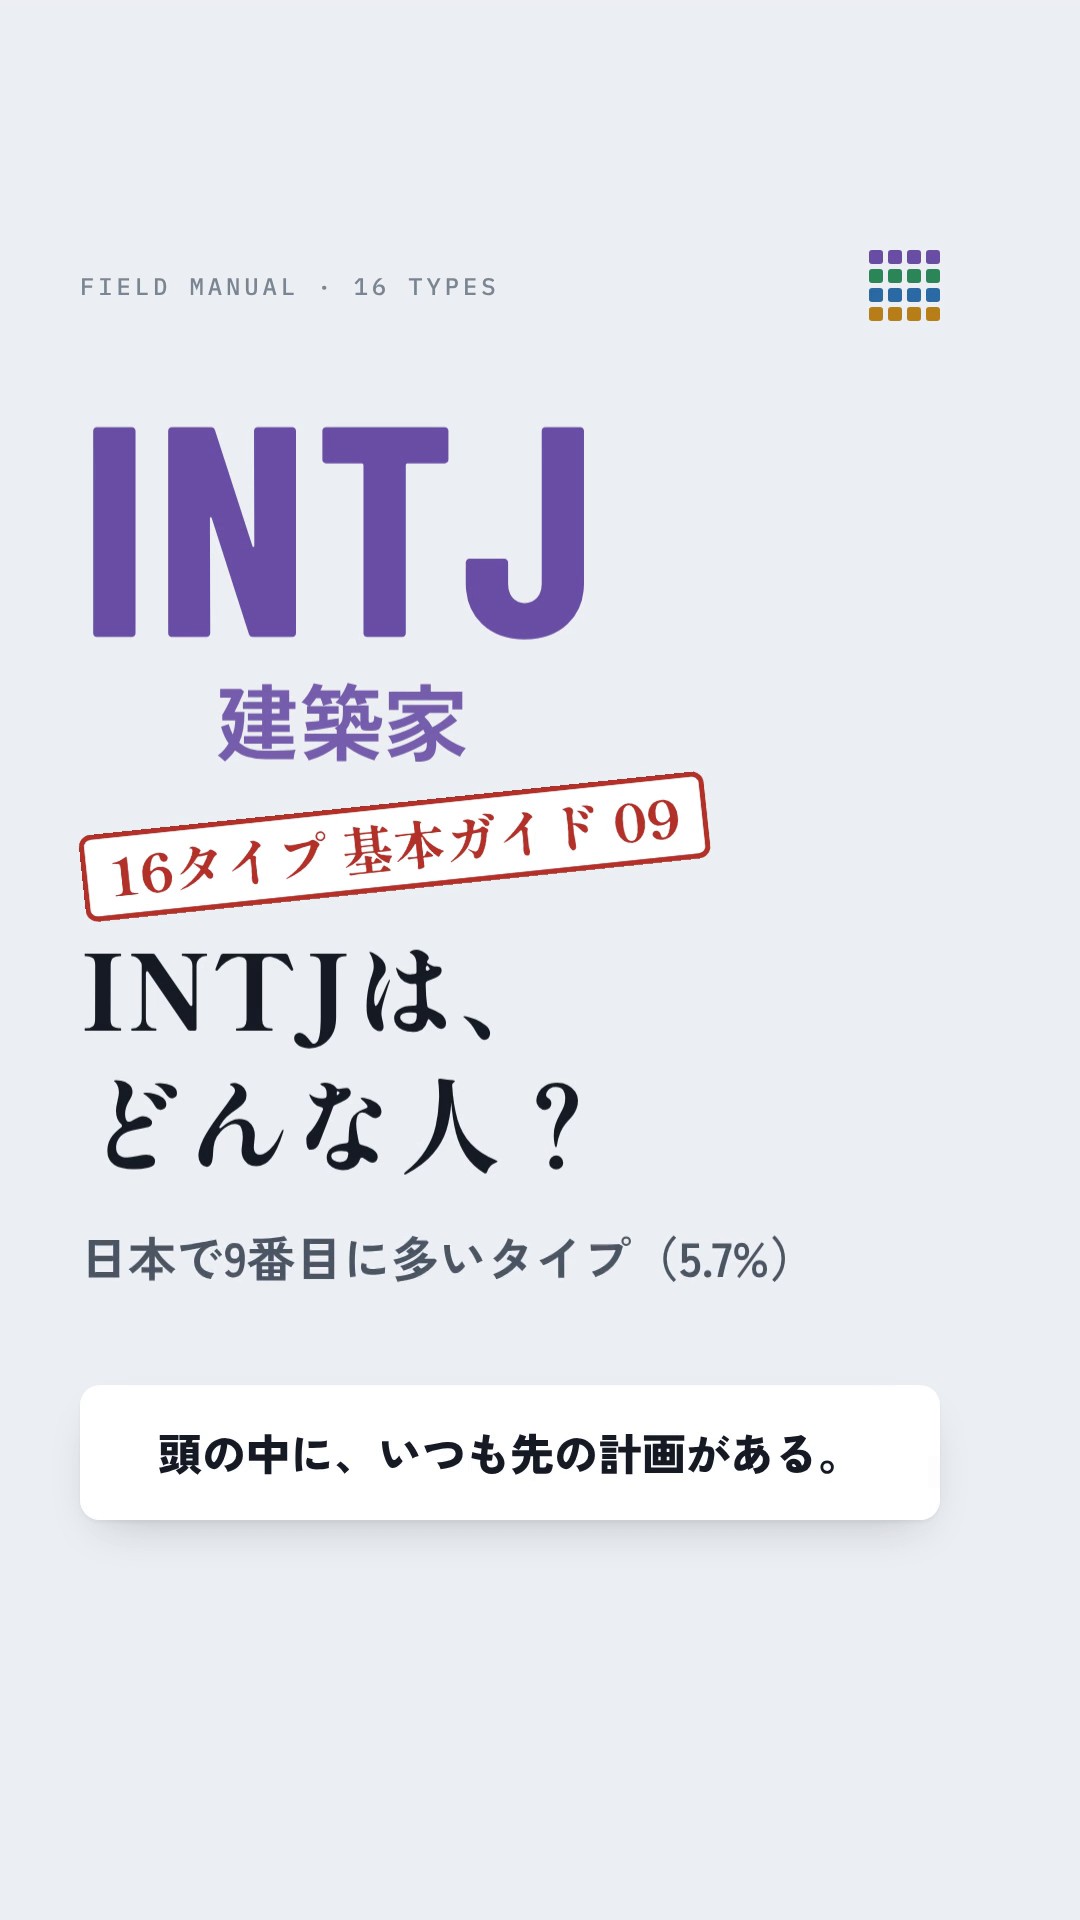 FIELD MANUAL · 16 TYPES
INTJ
建築家
16タイプ 基本ガイド 09
INTJは、
どんな人？
日本で9番目に多いタイプ（5.7%）
頭の中に、いつも先の計画がある。